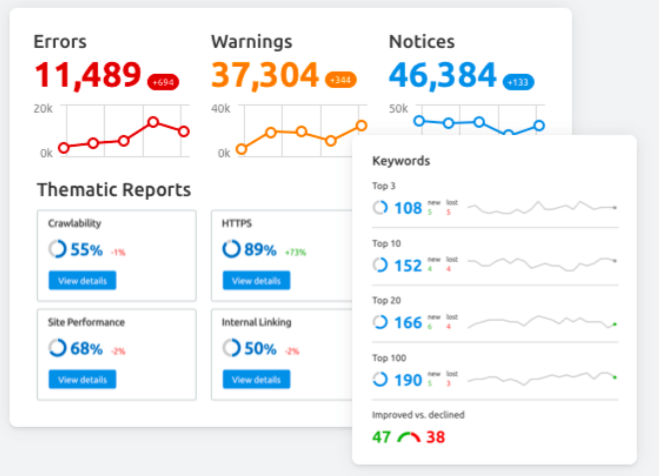 Errors
11,489 +694
20k
0k
Warnings
37,304 +344
40k
0k
Notices
46,384 +133
50k
Thematic Reports
Crawlability
55% -1%
View details
HTTPS
89% +73%
View details
Site Performance
68% -2%
View details
Internal Linking
50% -2%
View details
Keywords
Top 3
108 new 5 lost 5
Top 10
152 new 4 lost 4
Top 20
166 new 6 lost 4
Top 100
190 new 5 lost 3
Improved vs. declined
47 38